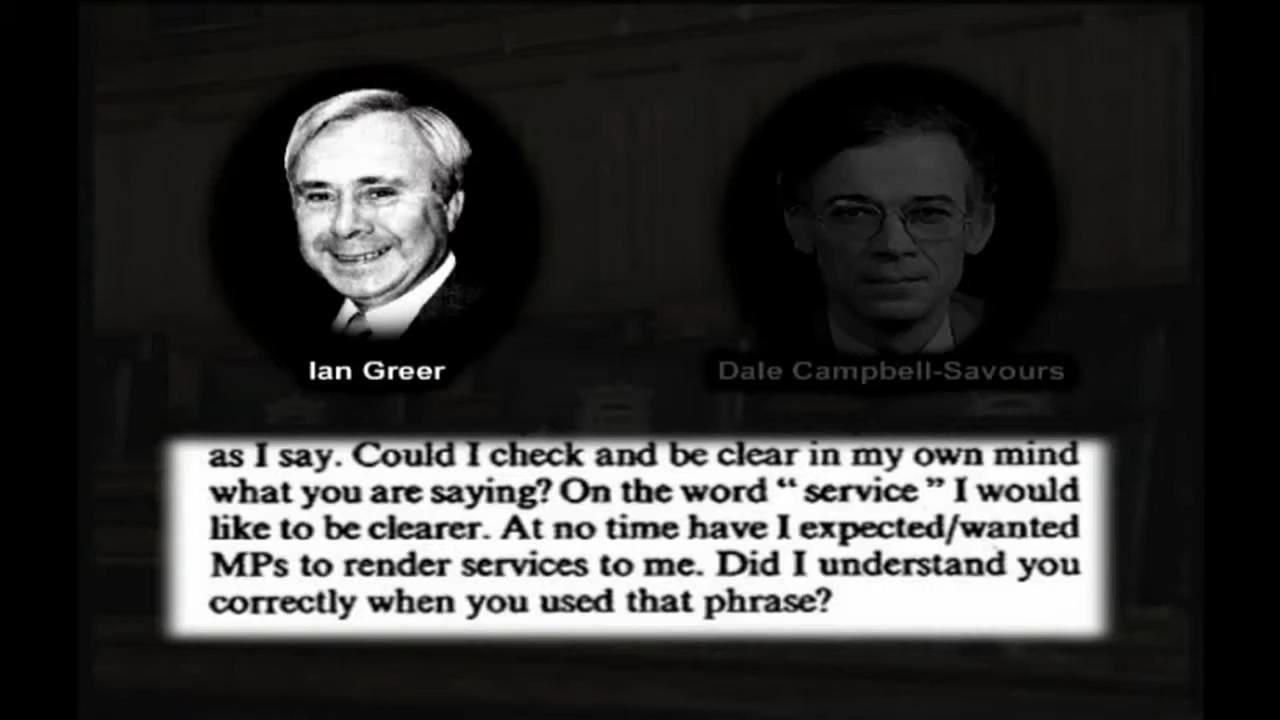 Ian Greer
Dale Campbell-Savours
as I say. Could I check and be clear in my own mind
what you are saying? On the word “ service ” I would
like to be clearer. At no time have I expected/wanted
MPs to render services to me. Did I understand you
correctly when you used that phrase?